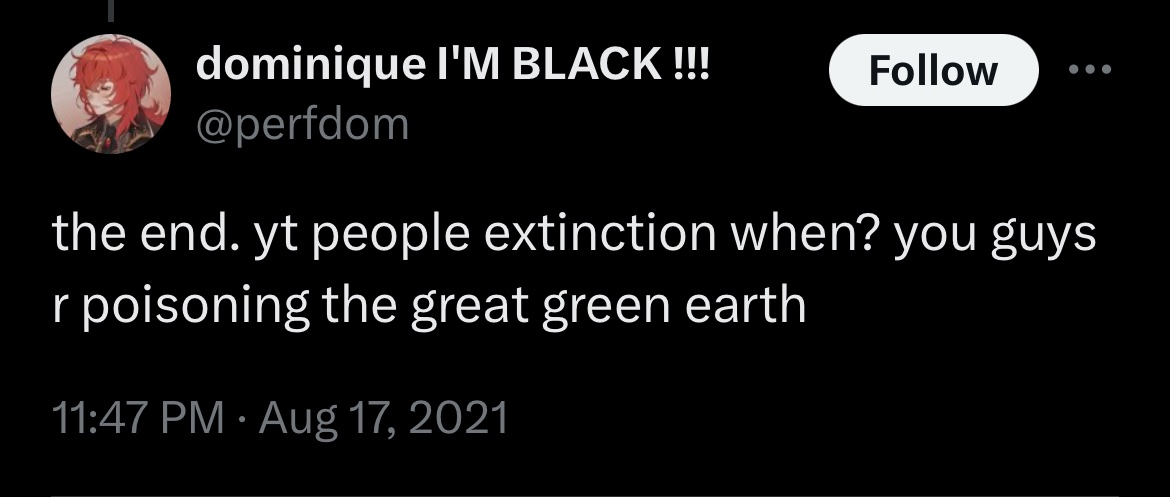 dominique I'M BLACK !!!
Follow
@perfdom
the end. yt people extinction when? you guys
r poisoning the great green earth
11:47 PM · Aug 17, 2021